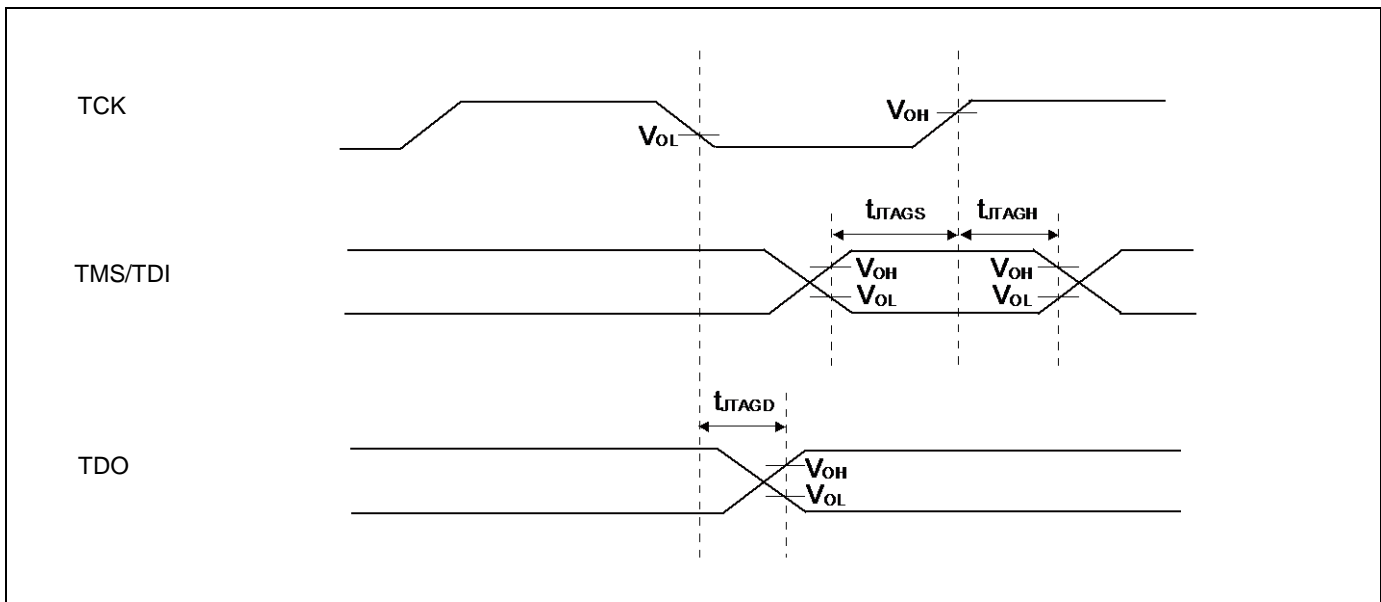 TCK
VOL
VOH
tJTAGS
tJTAGH
TMS/TDI
VOH
VOL
VOH
VOL
tJTAGD
TDO
VOH
VOL